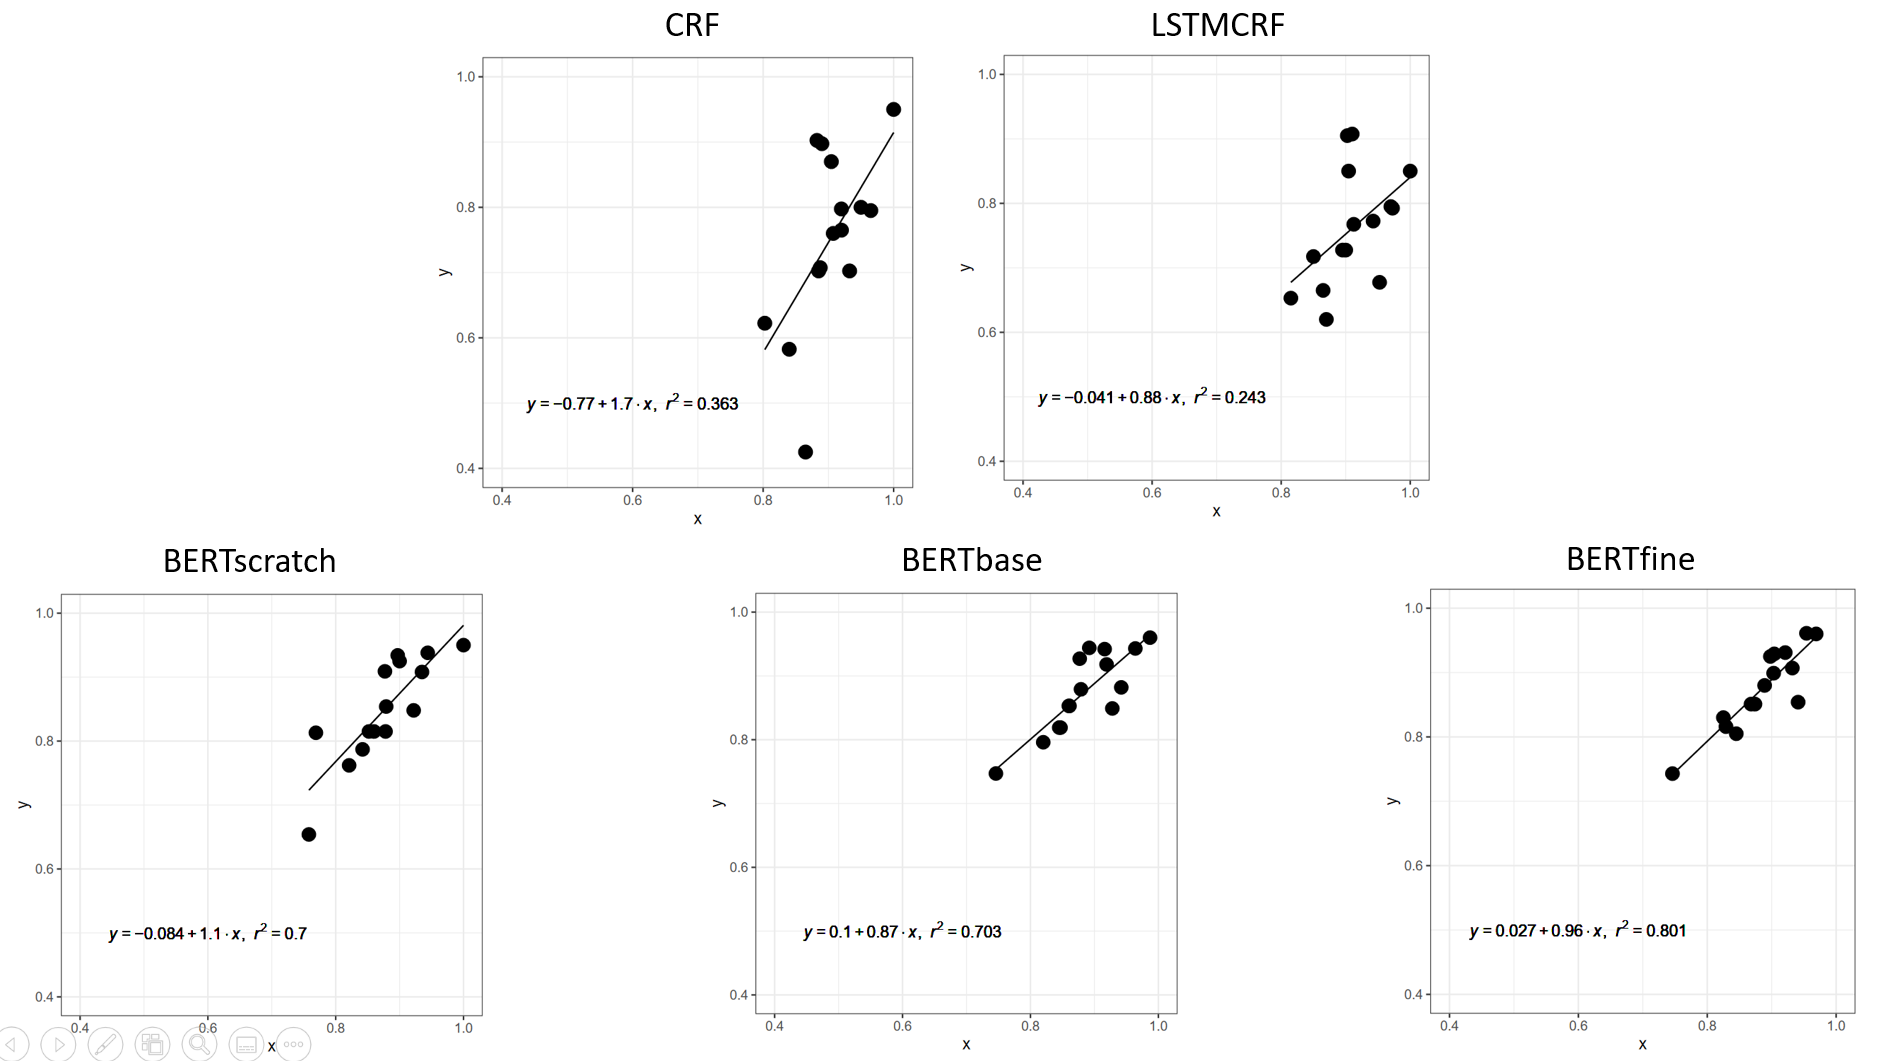 CRF
1.0
0.8
y
0.6
y = −0.77 + 1.7 · x, r² = 0.363
0.4
0.4 0.6 0.8 1.0
x
LSTMCRF
1.0
0.8
y
0.6
y = −0.041 + 0.88 · x, r² = 0.243
0.4
0.4 0.6 0.8 1.0
x
BERTscratch
1.0
0.8
y
0.6
y = −0.084 + 1.1 · x, r² = 0.7
0.4
0.4 0.6 0.8 1.0
x
BERTbase
1.0
0.8
y
0.6
y = 0.1 + 0.87 · x, r² = 0.703
0.4
0.4 0.6 0.8 1.0
x
BERTfine
1.0
0.8
y
0.6
y = 0.027 + 0.96 · x, r² = 0.801
0.4
0.4 0.6 0.8 1.0
x